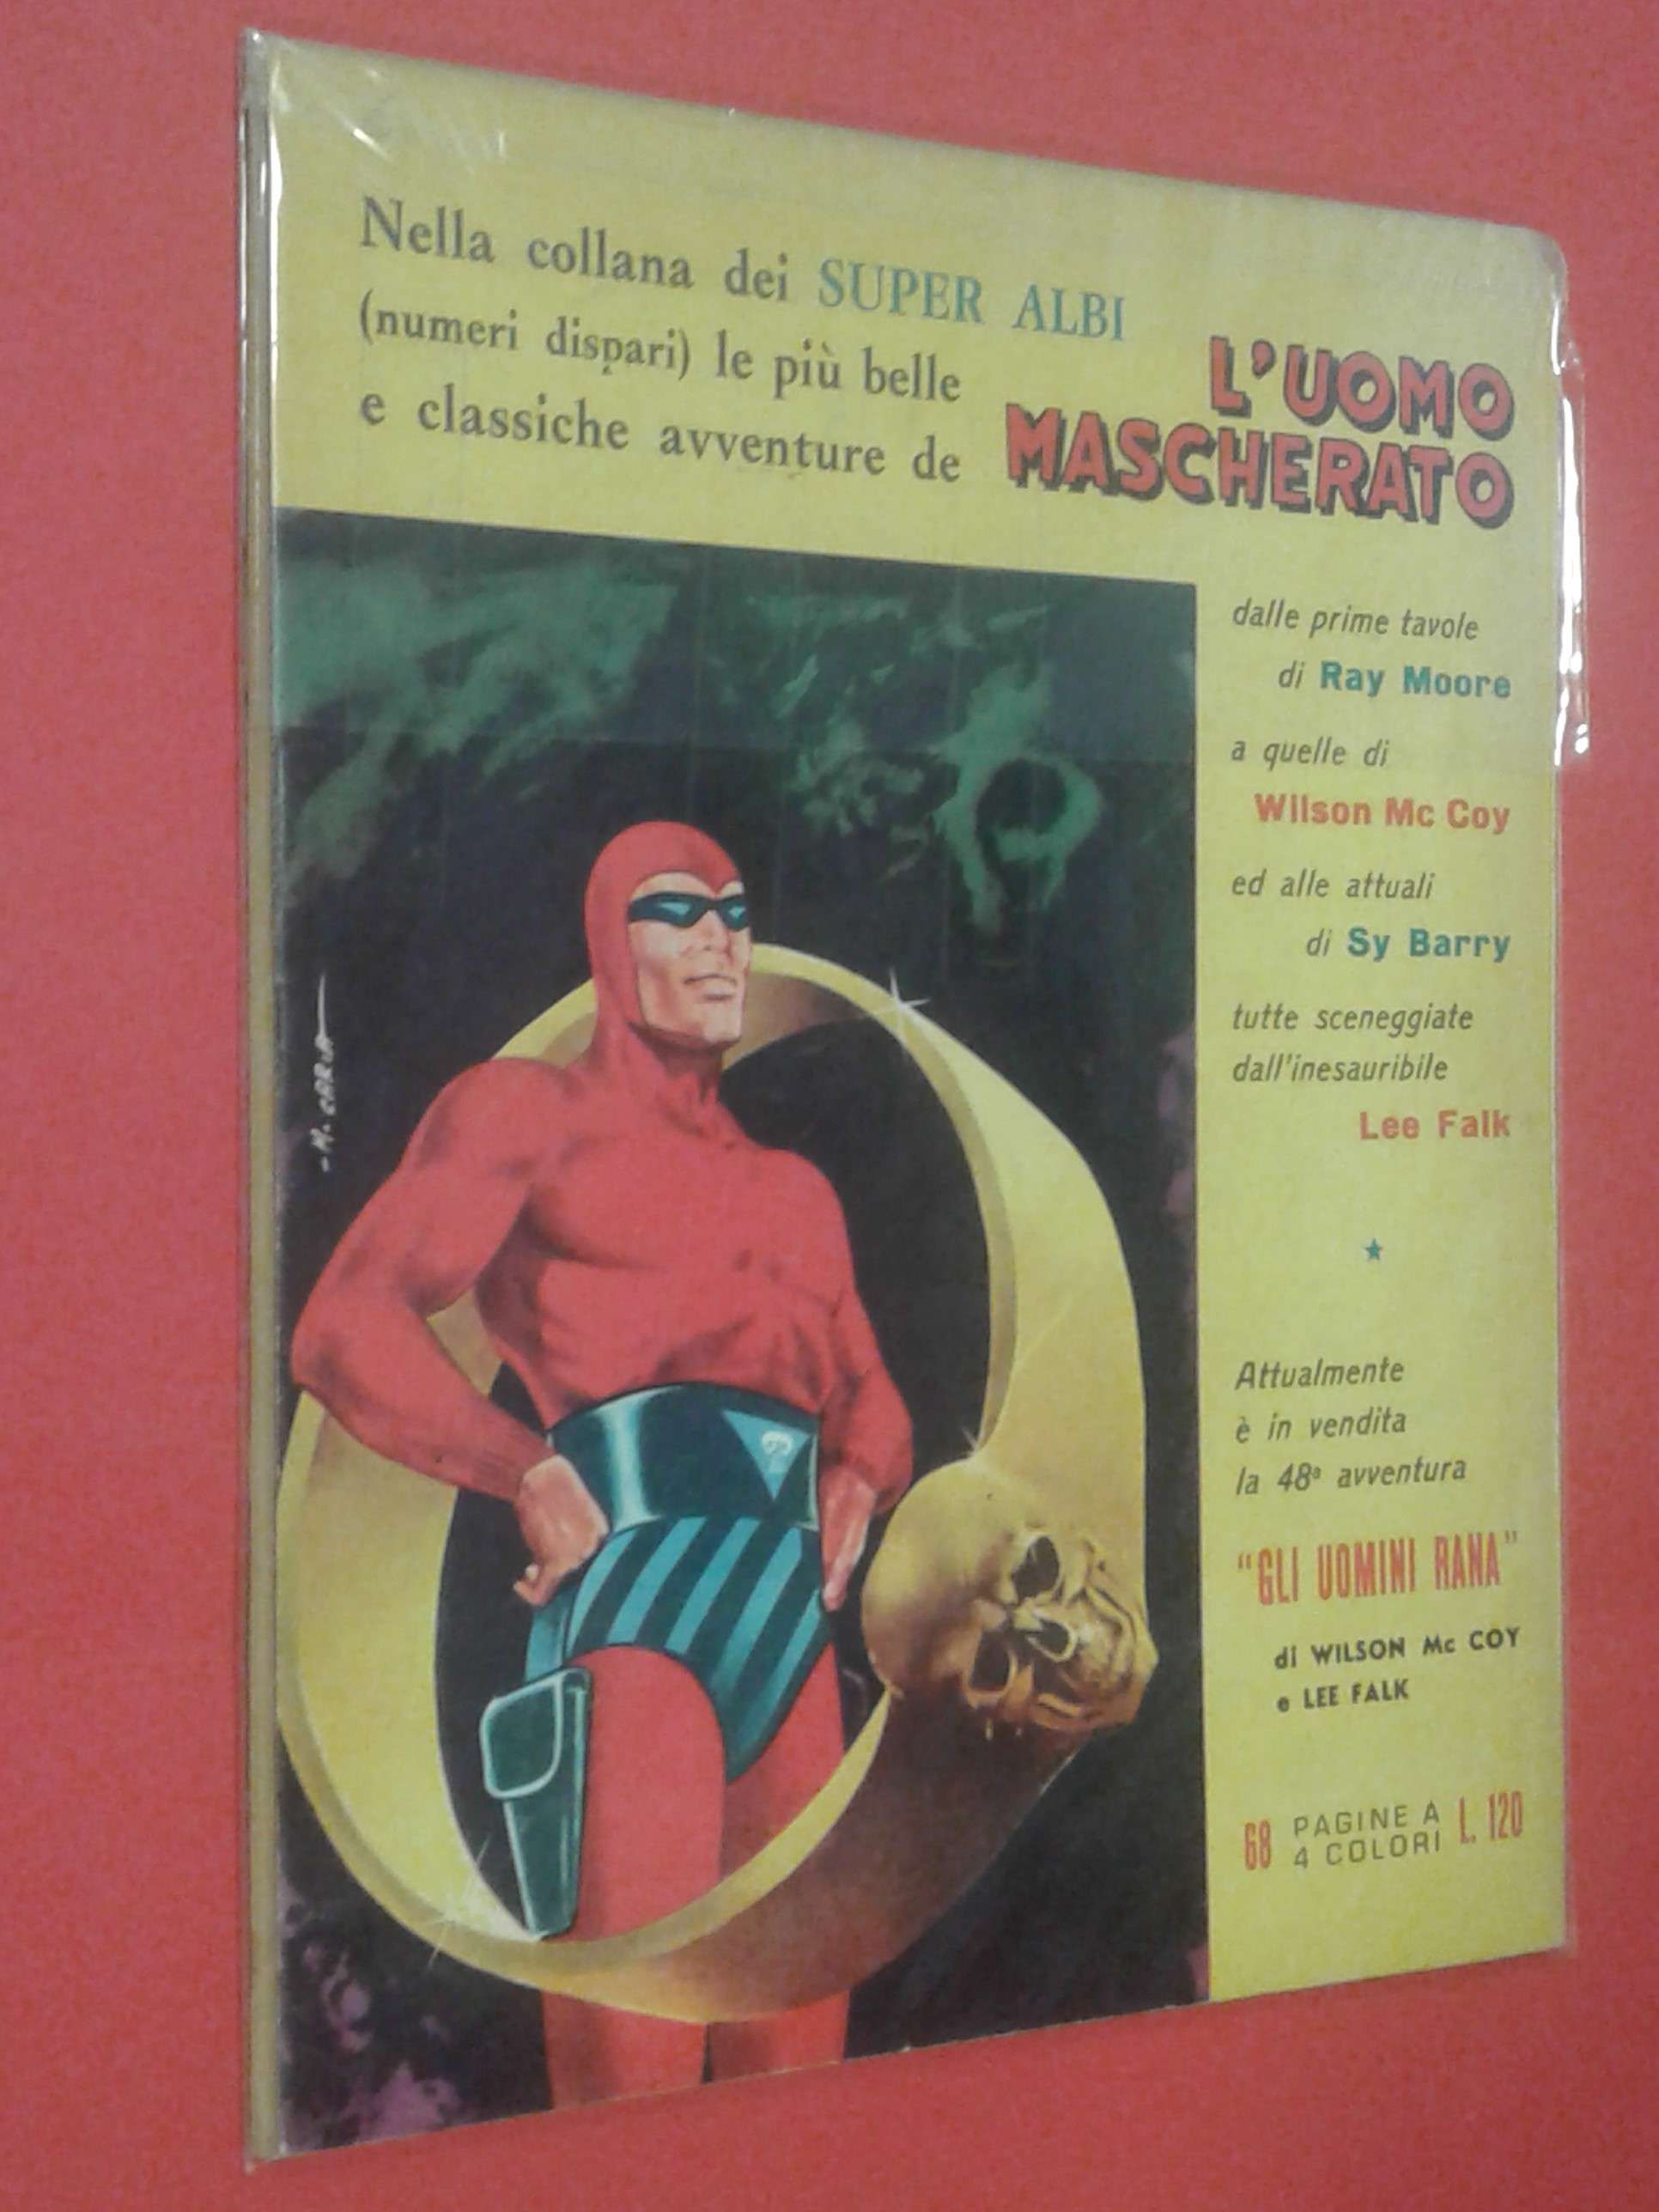 Nella collana dei SUPER ALBI
(numeri dispari) le più belle
e classiche avventure de
L'UOMO
MASCHERATO
dalle prime tavole
di Ray Moore
a quelle di
Wilson Mc Coy
ed alle attuali
di Sy Barry
tutte sceneggiate
dall'inesauribile
Lee Falk
Attualmente
è in vendita
la 48ª avventura
"GLI UOMINI RANA"
di WILSON Mc COY
e LEE FALK
68 PAGINE A L. 120
4 COLORI